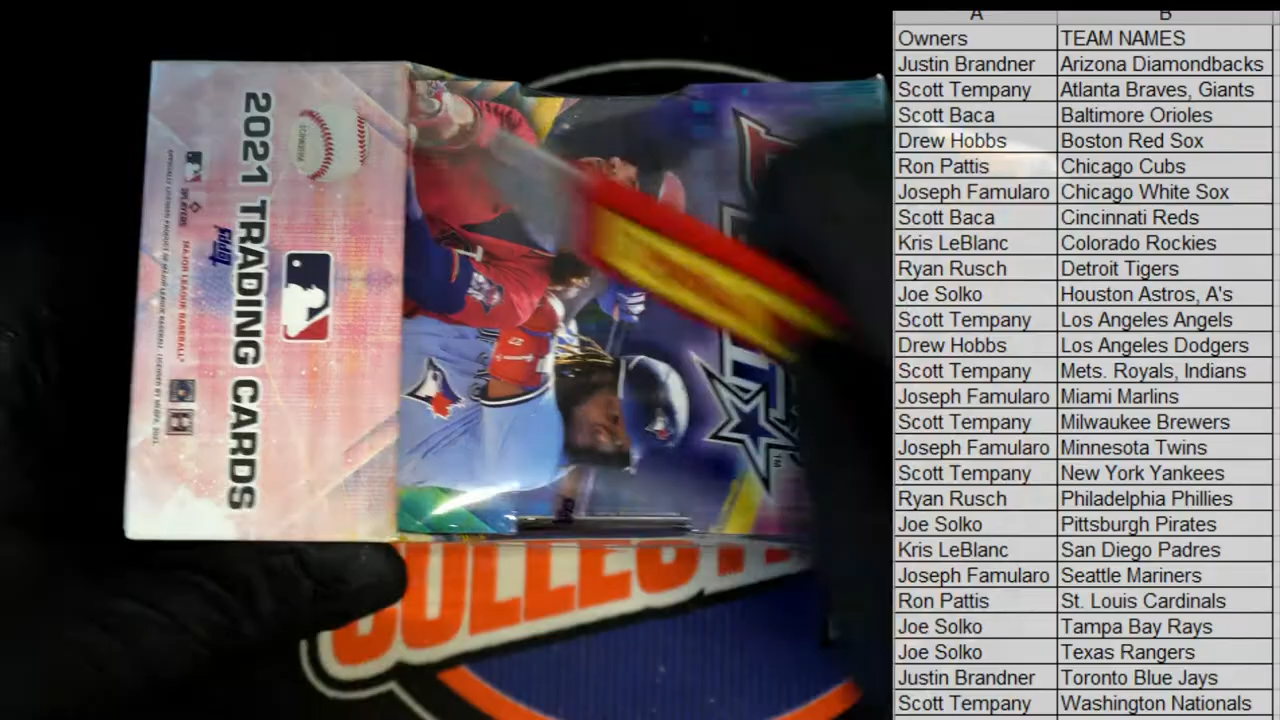 2021 TRADING CARDS
topps
MAJOR LEAGUE BASEBALL
COLLECT
A B
Owners TEAM NAMES
Justin Brandner Arizona Diamondbacks
Scott Tempany Atlanta Braves, Giants
Scott Baca Baltimore Orioles
Drew Hobbs Boston Red Sox
Ron Pattis Chicago Cubs
Joseph Famularo Chicago White Sox
Scott Baca Cincinnati Reds
Kris LeBlanc Colorado Rockies
Ryan Rusch Detroit Tigers
Joe Solko Houston Astros, A's
Scott Tempany Los Angeles Angels
Drew Hobbs Los Angeles Dodgers
Scott Tempany Mets. Royals, Indians
Joseph Famularo Miami Marlins
Scott Tempany Milwaukee Brewers
Joseph Famularo Minnesota Twins
Scott Tempany New York Yankees
Ryan Rusch Philadelphia Phillies
Joe Solko Pittsburgh Pirates
Kris LeBlanc San Diego Padres
Joseph Famularo Seattle Mariners
Ron Pattis St. Louis Cardinals
Joe Solko Tampa Bay Rays
Joe Solko Texas Rangers
Justin Brandner Toronto Blue Jays
Scott Tempany Washington Nationals